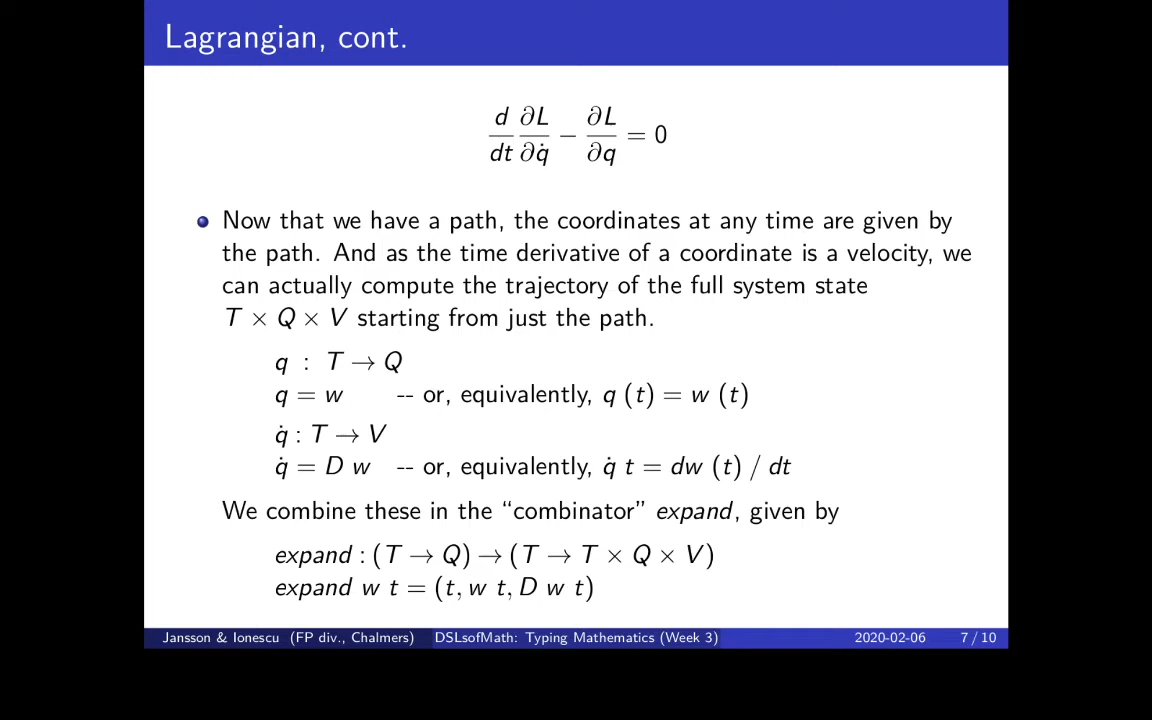 Lagrangian, cont.
d/dt ∂L/∂q̇ − ∂L/∂q = 0
Now that we have a path, the coordinates at any time are given by
the path. And as the time derivative of a coordinate is a velocity, we
can actually compute the trajectory of the full system state
T × Q × V starting from just the path.
q : T → Q
q = w -- or, equivalently, q (t) = w (t)
q̇ : T → V
q̇ = D w -- or, equivalently, q̇ t = dw (t) / dt
We combine these in the “combinator” expand, given by
expand : (T → Q) → (T → T × Q × V)
expand w t = (t, w t, D w t)
Jansson & Ionescu (FP div., Chalmers) DSLsofMath: Typing Mathematics (Week 3) 2020-02-06 7 / 10